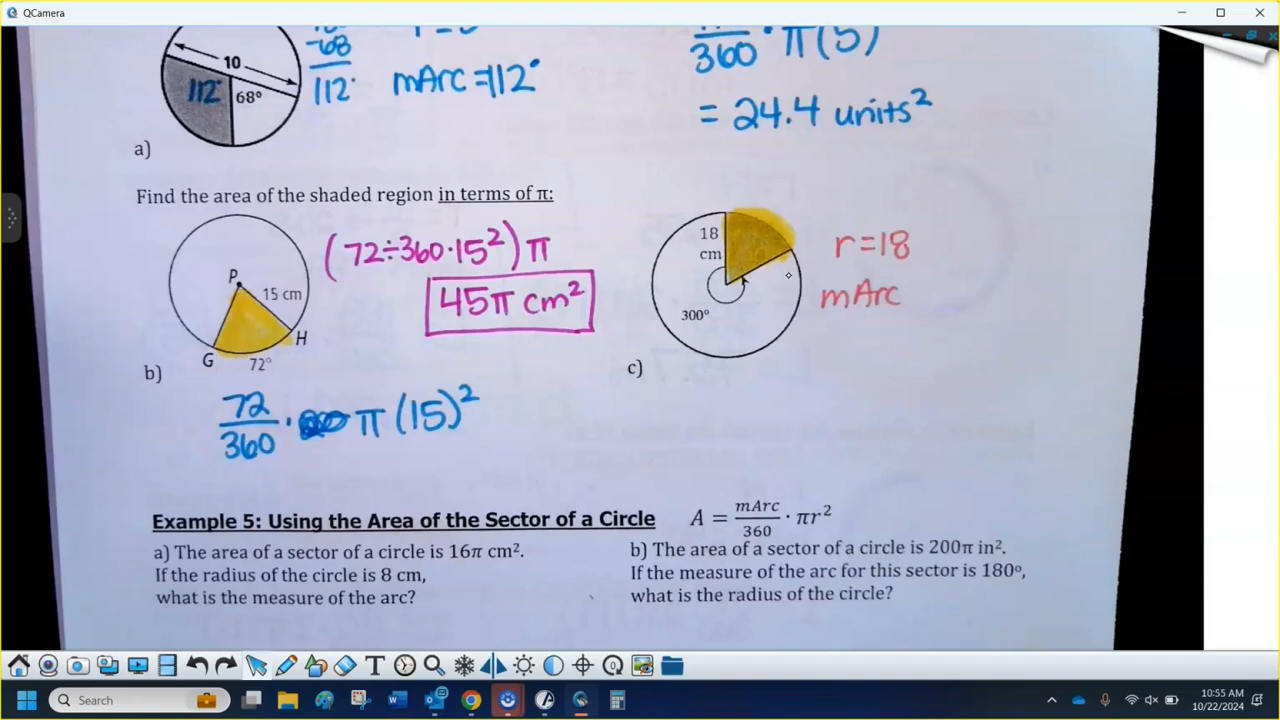 QCamera
-68
10
112°
68°
112°
mArc = 112°
360 · π(5)
= 24.4 units²
a)
Find the area of the shaded region in terms of π:
P
15 cm
G
H
72°
b)
(72÷360·15²)π
45π cm²
72/360 · π(15)²
18
cm
300°
c)
r=18
mArc
Example 5: Using the Area of the Sector of a Circle
A = mArc/360 · πr²
a) The area of a sector of a circle is 16π cm².
If the radius of the circle is 8 cm,
what is the measure of the arc?
b) The area of a sector of a circle is 200π in².
If the measure of the arc for this sector is 180°,
what is the radius of the circle?
Search
10:55 AM
10/22/2024